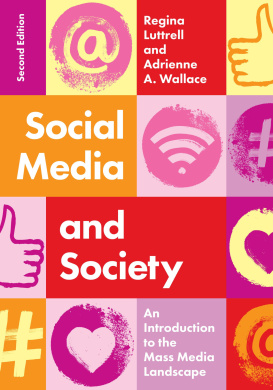 Second Edition
@
Regina
Luttrell
and
Adrienne
A. Wallace
Social
Media
#
and
Society
#
An
Introduction
to the
Mass Media
Landscape
@